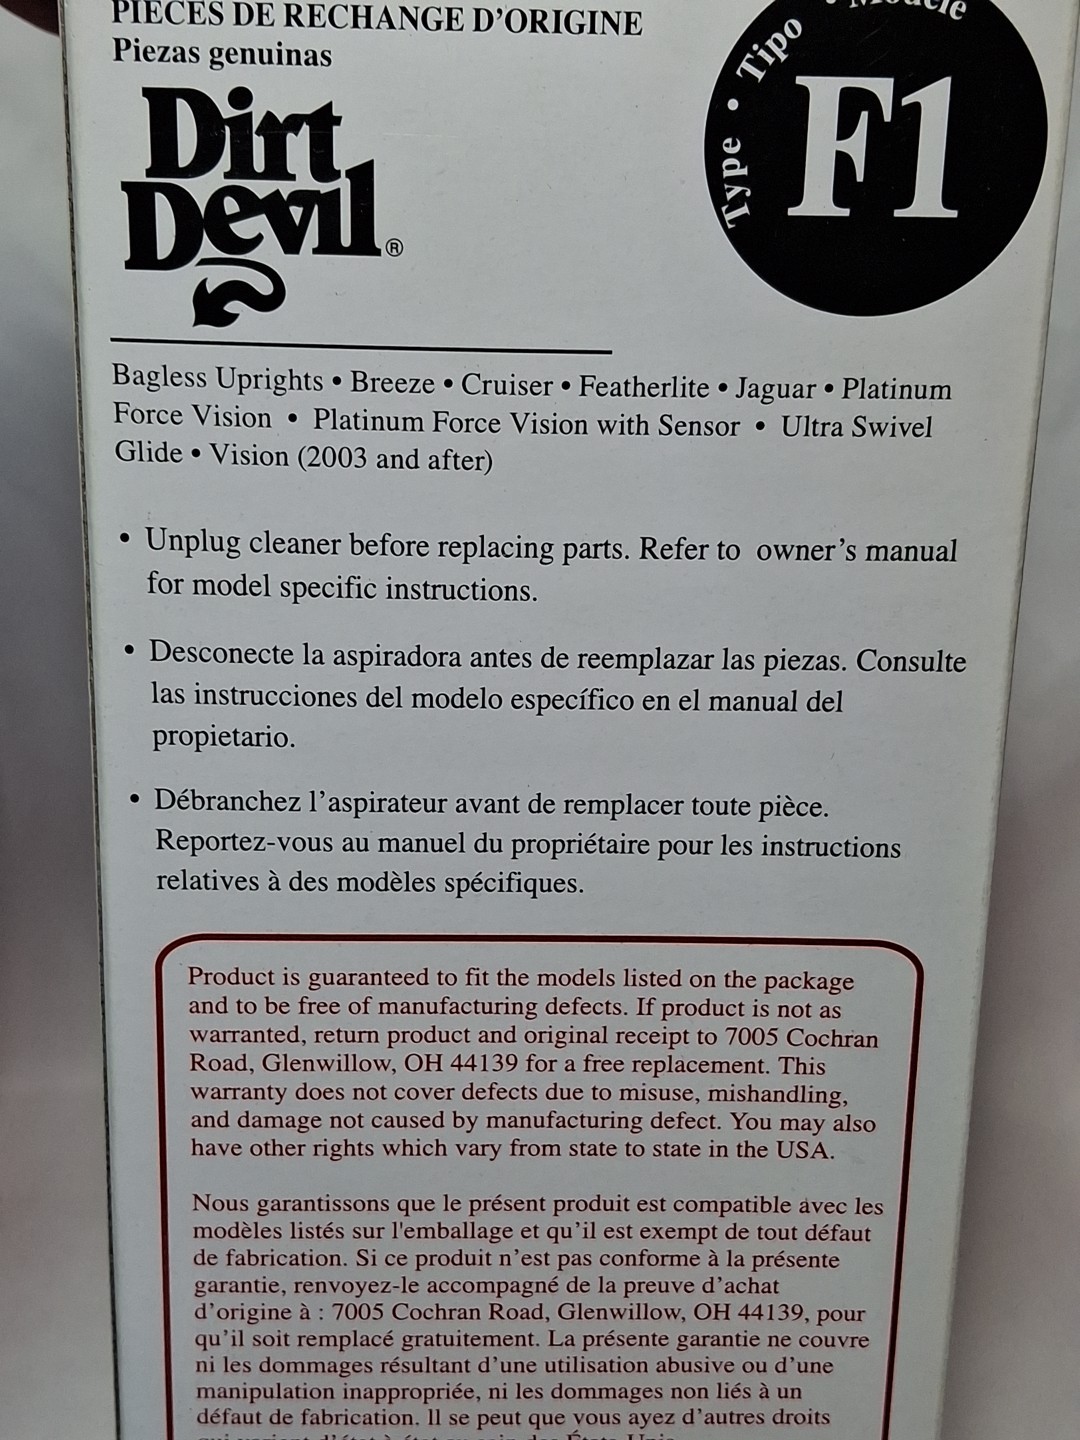 PIÈCES DE RECHANGE D’ORIGINE
Piezas genuinas
Dirt
Devil®
Type • Tipo • Modèle
F1
Bagless Uprights • Breeze • Cruiser • Featherlite • Jaguar • Platinum
Force Vision • Platinum Force Vision with Sensor • Ultra Swivel
Glide • Vision (2003 and after)
• Unplug cleaner before replacing parts. Refer to owner’s manual
for model specific instructions.
• Desconecte la aspiradora antes de reemplazar las piezas. Consulte
las instrucciones del modelo específico en el manual del
propietario.
• Débranchez l’aspirateur avant de remplacer toute pièce.
Reportez-vous au manuel du propriétaire pour les instructions
relatives à des modèles spécifiques.
Product is guaranteed to fit the models listed on the package
and to be free of manufacturing defects. If product is not as
warranted, return product and original receipt to 7005 Cochran
Road, Glenwillow, OH 44139 for a free replacement. This
warranty does not cover defects due to misuse, mishandling,
and damage not caused by manufacturing defect. You may also
have other rights which vary from state to state in the USA.
Nous garantissons que le présent produit est compatible avec les
modèles listés sur l'emballage et qu’il est exempt de tout défaut
de fabrication. Si ce produit n’est pas conforme à la présente
garantie, renvoyez-le accompagné de la preuve d’achat
d’origine à : 7005 Cochran Road, Glenwillow, OH 44139, pour
qu’il soit remplacé gratuitement. La présente garantie ne couvre
ni les dommages résultant d’une utilisation abusive ou d’une
manipulation inappropriée, ni les dommages non liés à un
défaut de fabrication. Il se peut que vous ayez d’autres droits